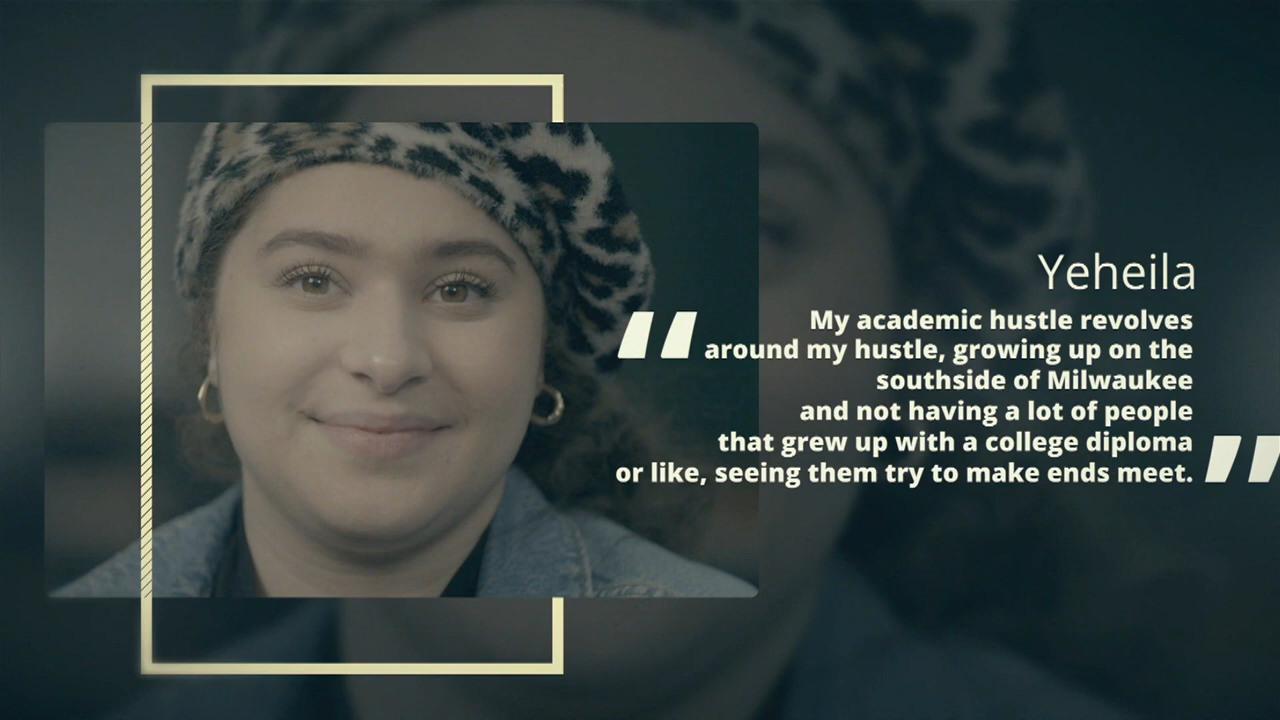 Yeheila
“ My academic hustle revolves
around my hustle, growing up on the
southside of Milwaukee
and not having a lot of people
that grew up with a college diploma
or like, seeing them try to make ends meet. ”